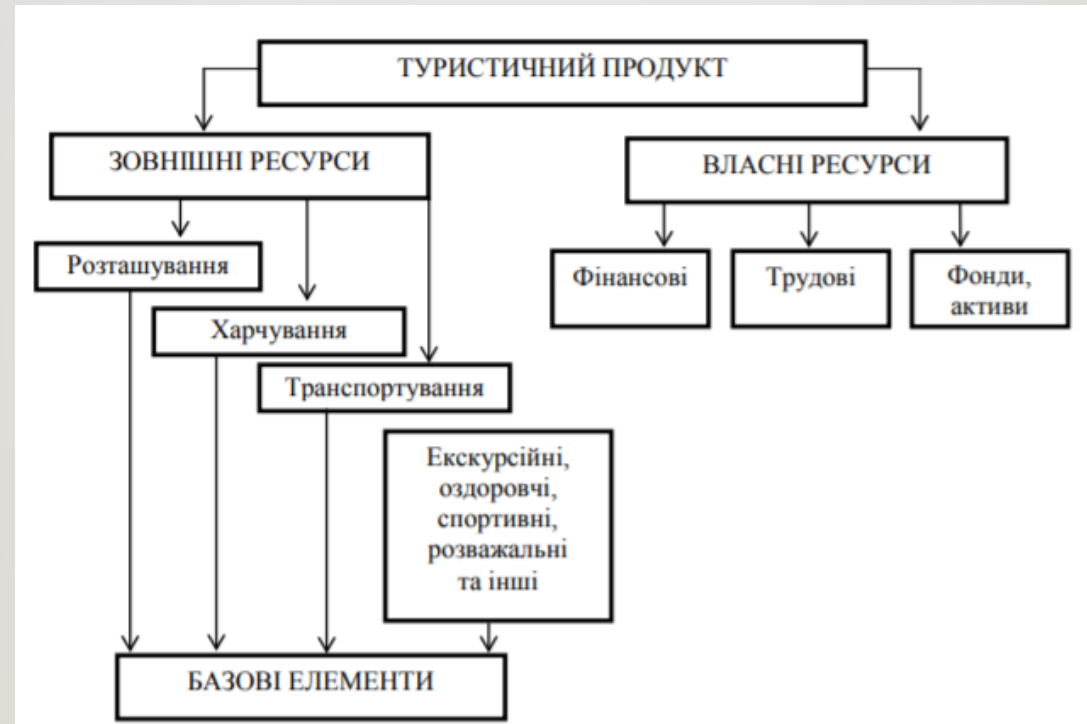 ТУРИСТИЧНИЙ ПРОДУКТ
ЗОВНІШНІ РЕСУРСИ
ВЛАСНІ РЕСУРСИ
Розташування
Харчування
Транспортування
Екскурсійні,
оздоровчі,
спортивні,
розважальні
та інші
Фінансові
Трудові
Фонди,
активи
БАЗОВІ ЕЛЕМЕНТИ